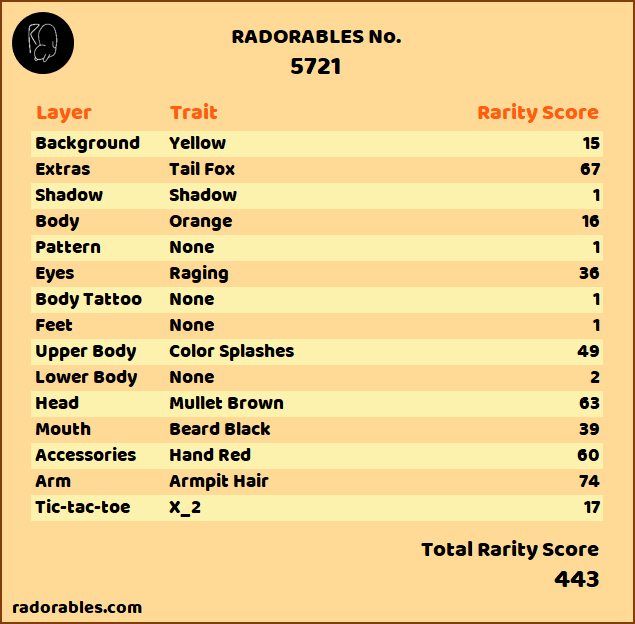 RADORABLES No.
5721
Layer Trait Rarity Score
Background Yellow 15
Extras Tail Fox 67
Shadow Shadow 1
Body Orange 16
Pattern None 1
Eyes Raging 36
Body Tattoo None 1
Feet None 1
Upper Body Color Splashes 49
Lower Body None 2
Head Mullet Brown 63
Mouth Beard Black 39
Accessories Hand Red 60
Arm Armpit Hair 74
Tic-tac-toe X_2 17
Total Rarity Score
443
radorables.com